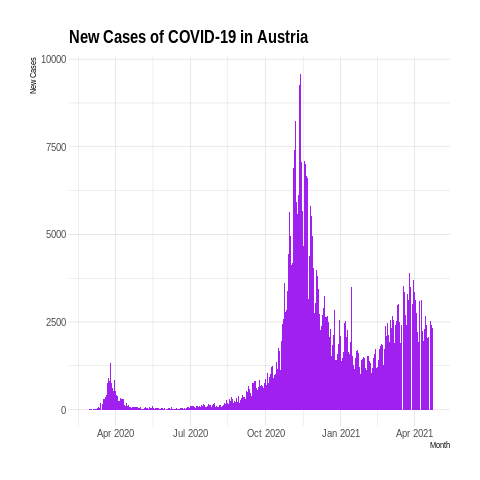 New Cases of COVID-19 in Austria
New Cases
10000
7500
5000
2500
0
Apr 2020
Jul 2020
Oct 2020
Jan 2021
Apr 2021
Month